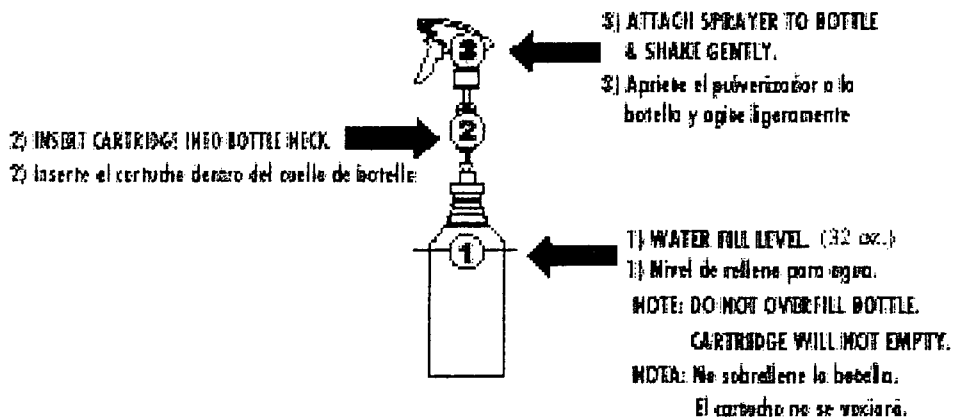 3) ATTACH SPRAYER TO BOTTLE
& SHAKE GENTLY.
3) Apriete el pulverizador a la
botella y agite ligeramente
3
2) INSERT CARTRIDGE INTO BOTTLE NECK.
2) Inserte el cartucho dentro del cuello de botella
2
1) WATER FILL LEVEL. (32 oz.)
1) Nivel de rellene para agua.
1
NOTE: DO NOT OVERFILL BOTTLE.
CARTRIDGE WILL NOT EMPTY.
NOTA: No sobrellene la botella.
El cartucho no se vaciará.